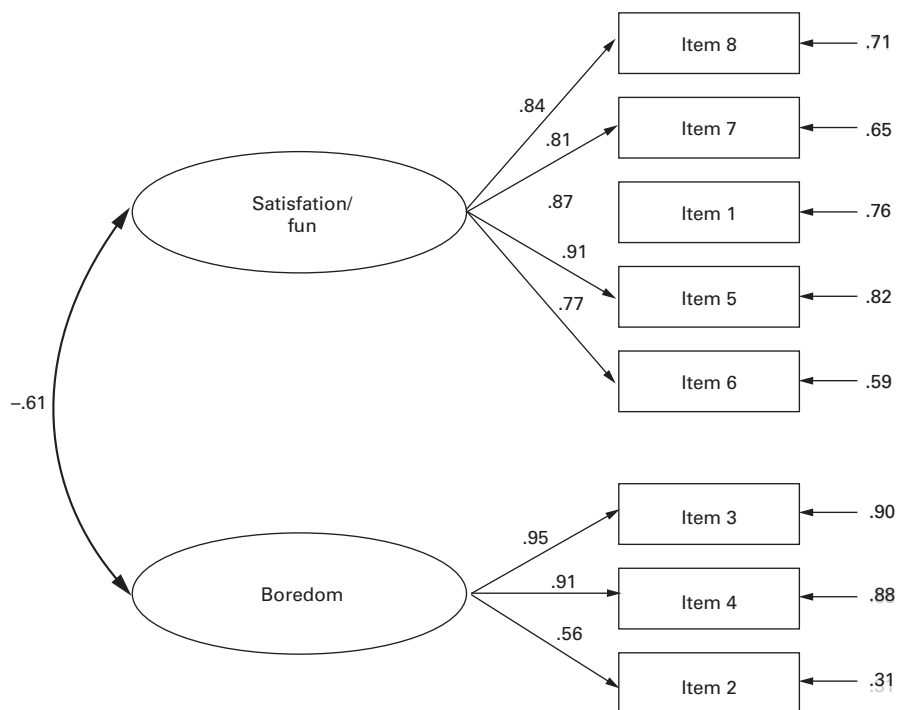 Item 8
.71
.84
Item 7
.65
.81
Satisfation/
fun
.87
Item 1
.76
.91
Item 5
.82
.77
Item 6
.59
–.61
Item 3
.90
.95
Boredom
.91
Item 4
.88
.56
Item 2
.31